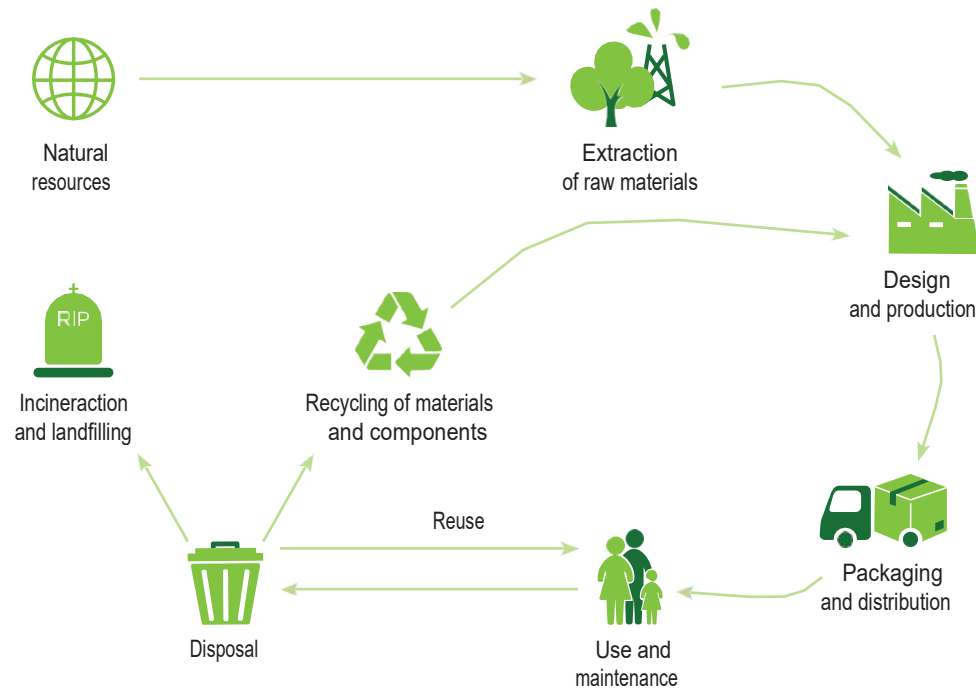 Natural
resources
Extraction
of raw materials
Design
and production
RIP
Incineraction
and landfilling
Recycling of materials
and components
Reuse
Packaging
and distribution
Disposal
Use and
maintenance